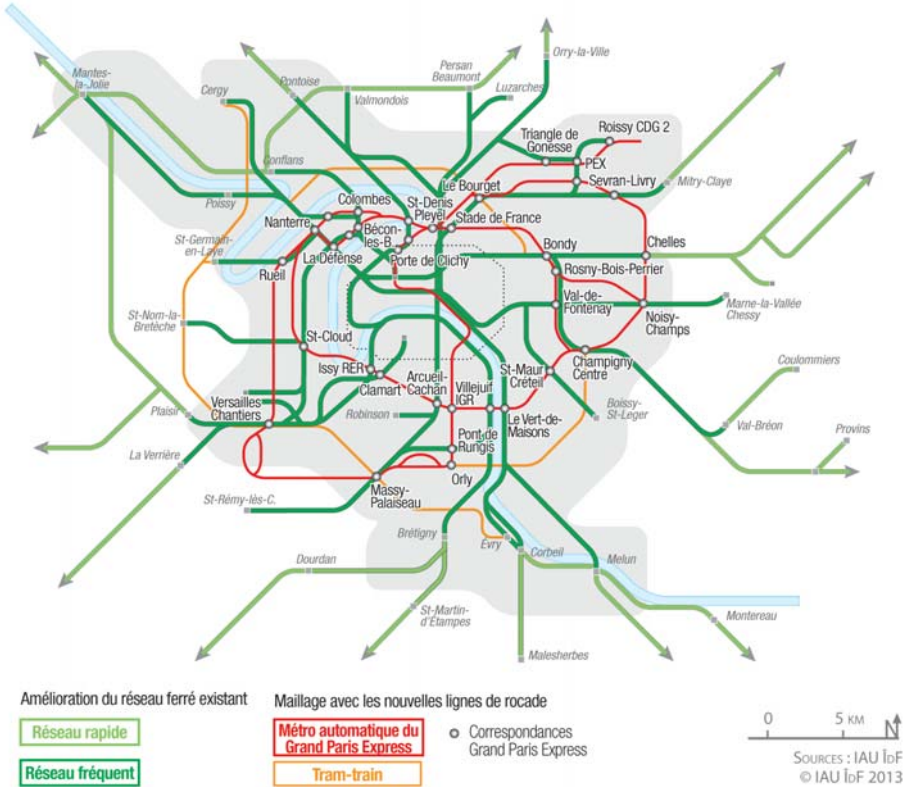 Orry-la-Ville
Persan
Beaumont
Mantes-
la-Jolie
Cergy
Pontoise
Valmondois
Luzarches
Triangle de
Gonesse
Roissy CDG 2
PEX
Sevran-Livry
Mitry-Claye
Le Bourget
Conflans
Poissy
Colombes
St-Denis
Pleyel
Stade de France
Nanterre
Bécon-
les-B.
La Défense
Porte de Clichy
Bondy
Chelles
St-Germain-
en-Laye
Rueil
Rosny-Bois-Perrier
Val-de-
Fontenay
Noisy-
Champs
Marne-la-Vallée
Chessy
St-Nom-la-
Bretèche
St-Cloud
Issy RER
Clamart
Arcueil-
Cachan
Villejuif
IGR
St-Maur
Créteil
Champigny
Centre
Coulommiers
Versailles
Chantiers
Plaisir
Robinson
Le Vert-de-
Maisons
Boissy-
St-Leger
Val-Bréon
Provins
La Verrière
Pont de
Rungis
Orly
St-Rémy-lès-C.
Massy-
Palaiseau
Brétigny
Évry
Corbeil
Melun
Dourdan
St-Martin-
d'Étampes
Montereau
Malesherbes
Amélioration du réseau ferré existant
Réseau rapide
Réseau fréquent
Maillage avec les nouvelles lignes de rocade
Métro automatique du
Grand Paris Express
Tram-train
Correspondances
Grand Paris Express
0 5 KM
N
SOURCES : IAU ÎDF
© IAU ÎDF 2013